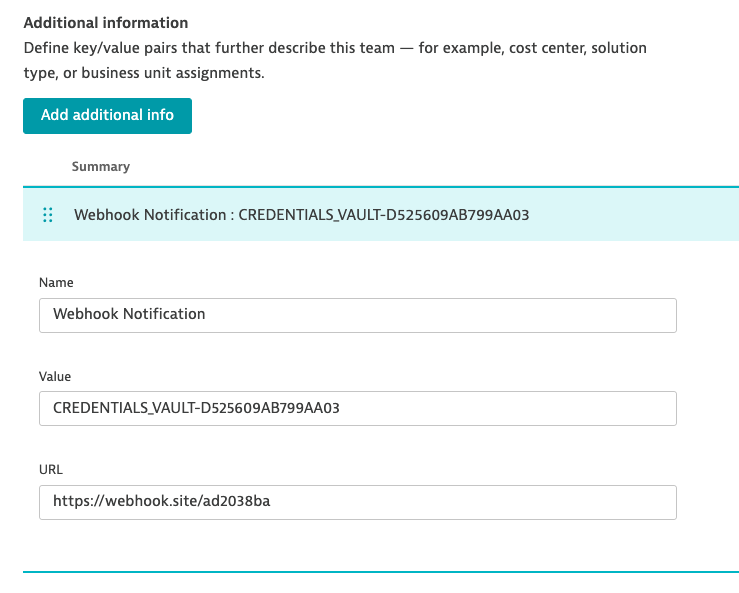 Additional information
Define key/value pairs that further describe this team — for example, cost center, solution
type, or business unit assignments.
Add additional info
Summary
Webhook Notification : CREDENTIALS_VAULT-D525609AB799AA03
Name
Webhook Notification
Value
CREDENTIALS_VAULT-D525609AB799AA03
URL
https://webhook.site/ad2038ba